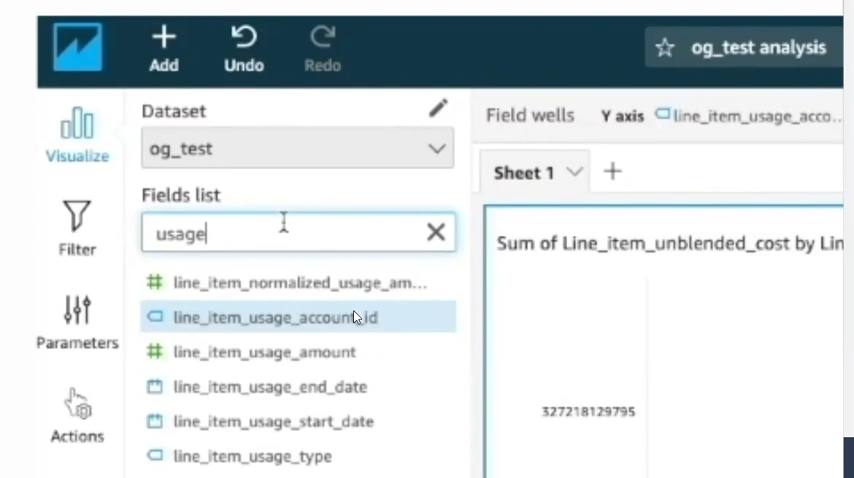 Add
Undo
Redo
og_test analysis
Visualize
Filter
Parameters
Actions
Dataset
og_test
Fields list
usage
line_item_normalized_usage_am...
line_item_usage_account_id
line_item_usage_amount
line_item_usage_end_date
line_item_usage_start_date
line_item_usage_type
Field wells Y axis line_item_usage_acco...
Sheet 1
Sum of Line_item_unblended_cost by Lin
327218129795